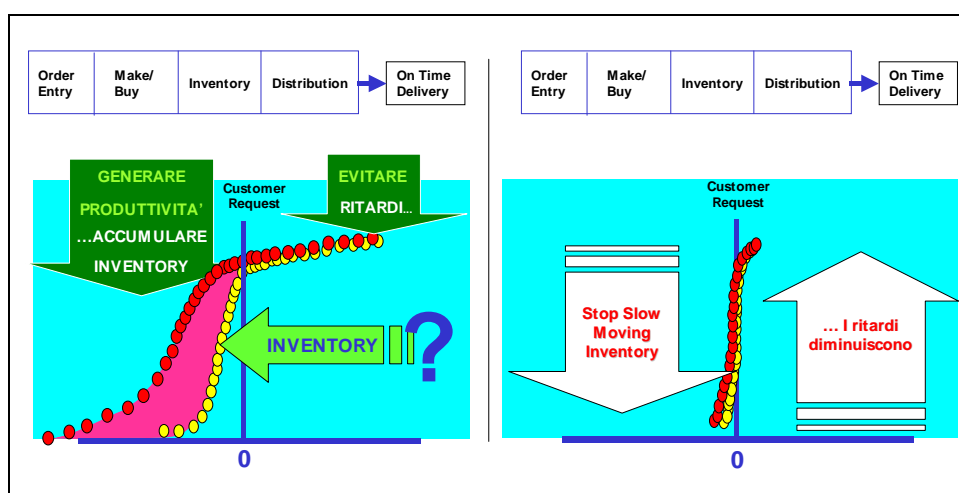 Order
Entry
Make/
Buy
Inventory
Distribution
On Time
Delivery
GENERARE
PRODUTTIVITA’
...ACCUMULARE
INVENTORY
Customer
Request
EVITARE
RITARDI...
INVENTORY
?
0
Order
Entry
Make/
Buy
Inventory
Distribution
On Time
Delivery
Customer
Request
Stop Slow
Moving
Inventory
... I ritardi
diminuiscono
0